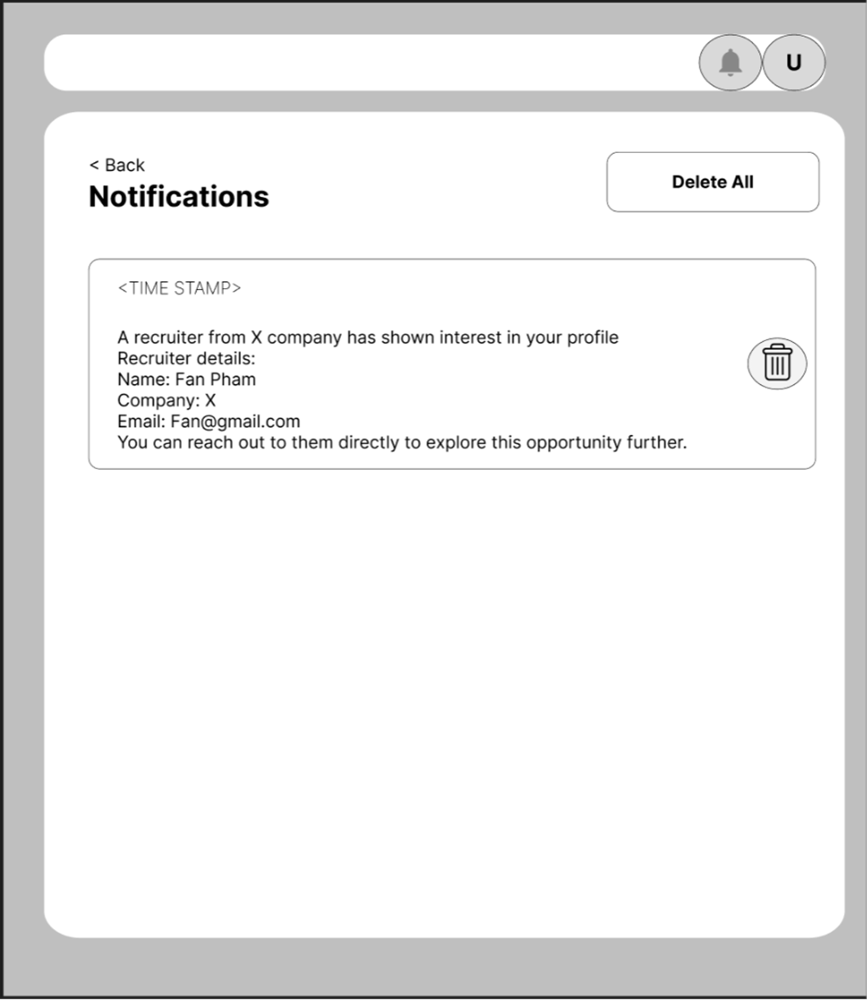 U
< Back
Notifications
Delete All
<TIME STAMP>
A recruiter from X company has shown interest in your profile
Recruiter details:
Name: Fan Pham
Company: X
Email: Fan@gmail.com
You can reach out to them directly to explore this opportunity further.